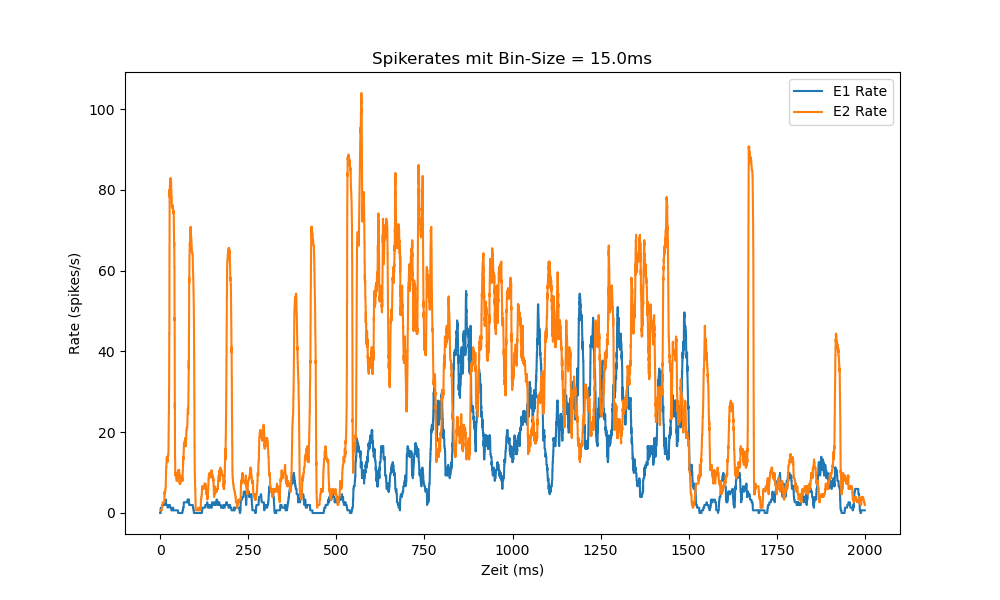 Spikerates mit Bin-Size = 15.0ms
E1 Rate
E2 Rate
Rate (spikes/s)
100
80
60
40
20
0
0 250 500 750 1000 1250 1500 1750 2000
Zeit (ms)